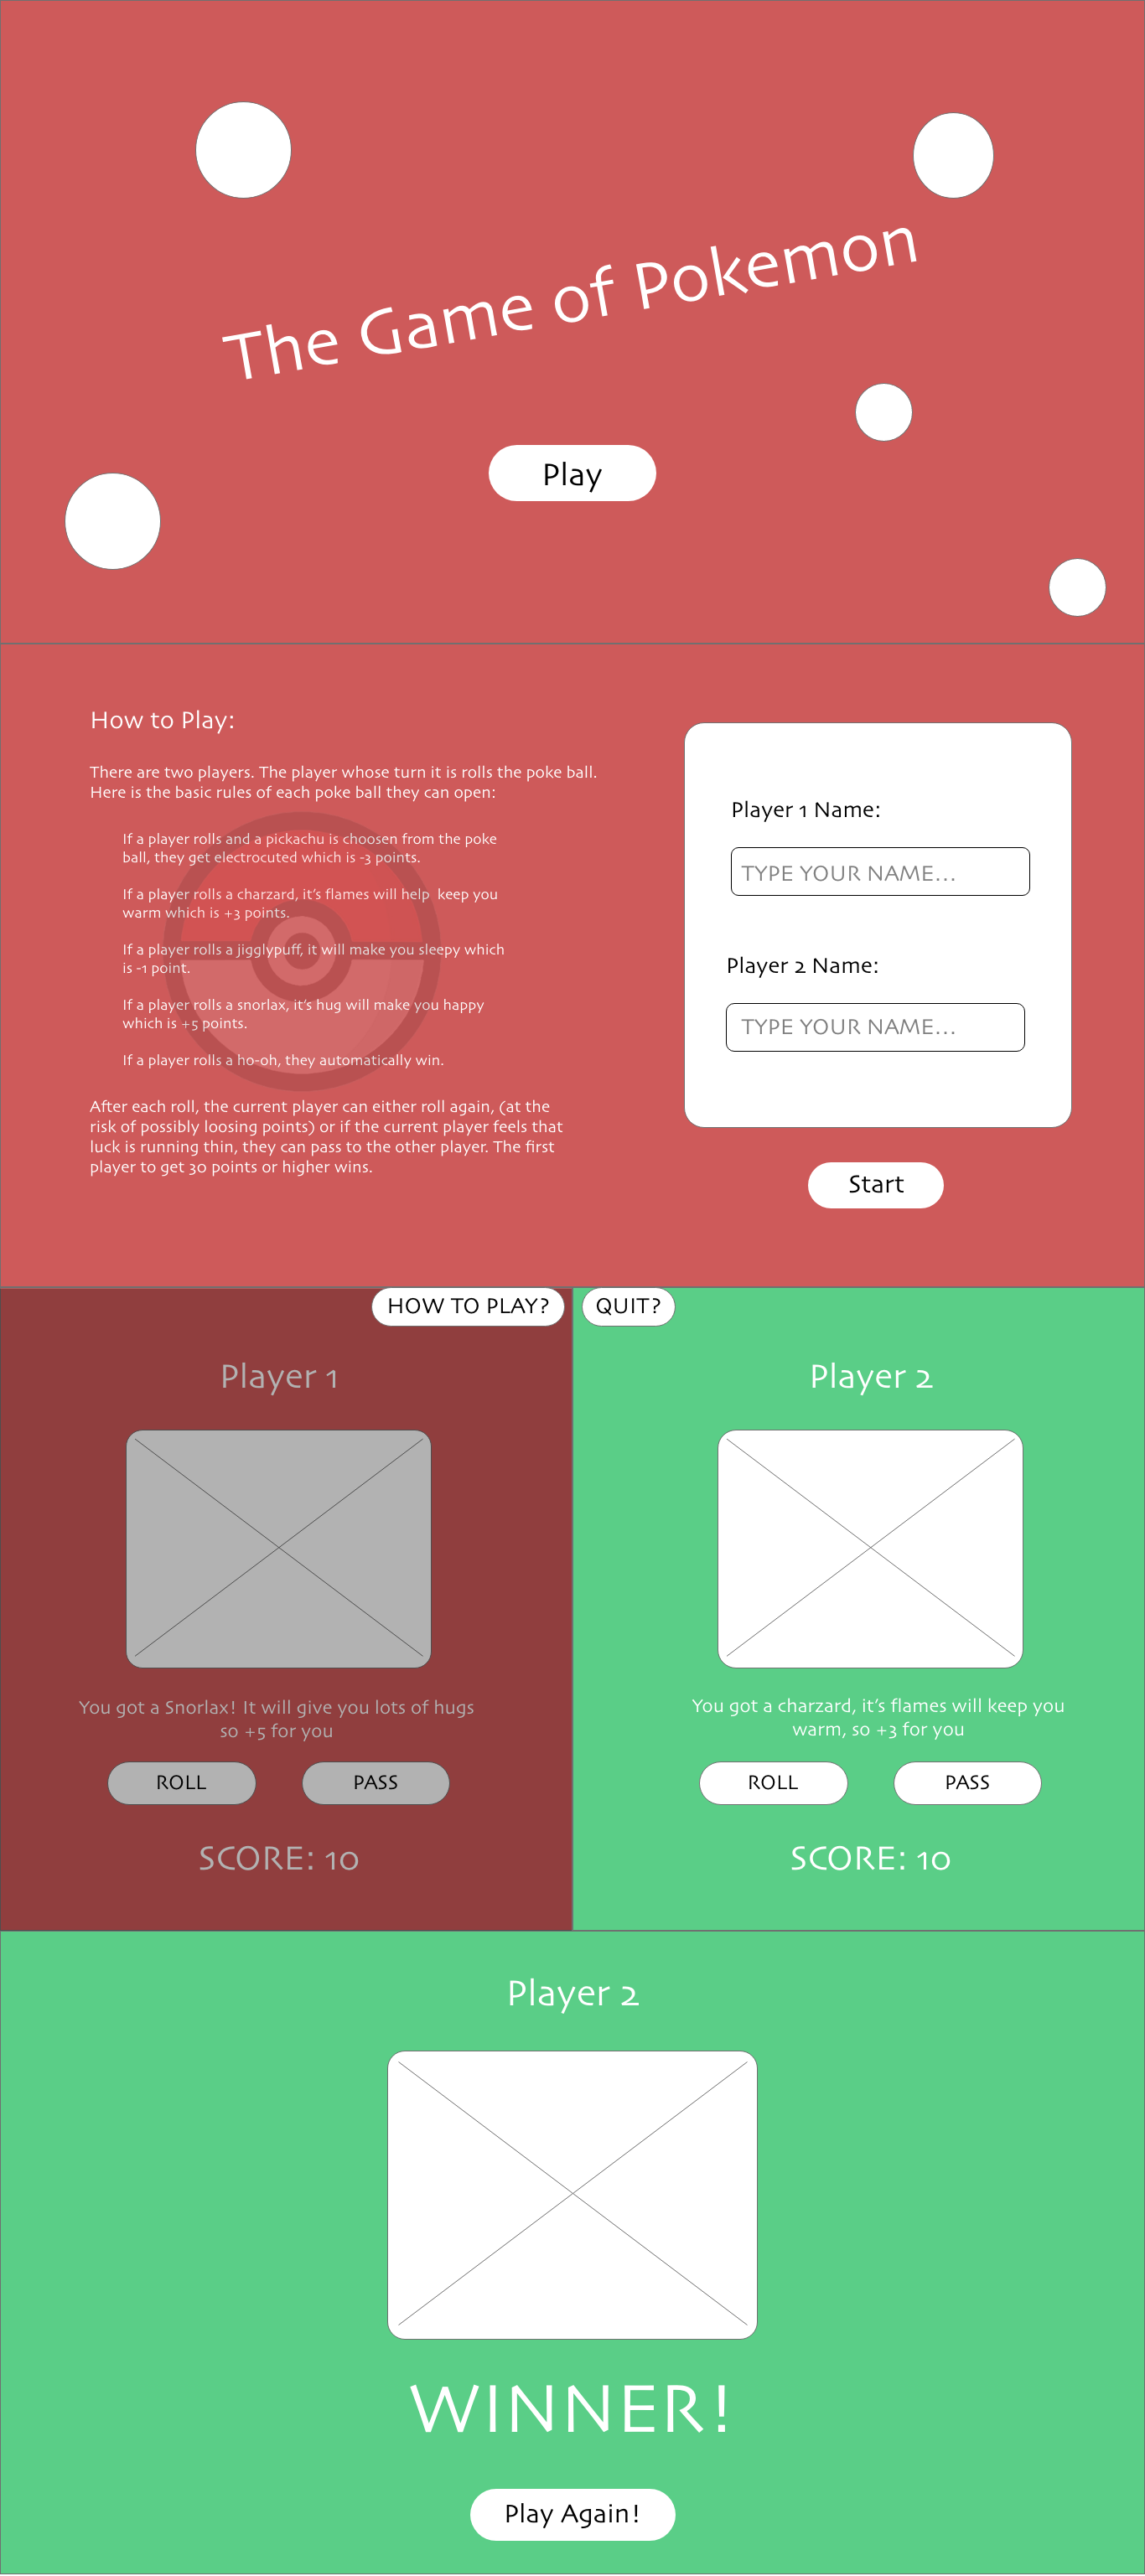 The Game of Pokemon
Play
How to Play:
There are two players. The player whose turn it is rolls the poke ball.
Here is the basic rules of each poke ball they can open:
If a player rolls and a pickachu is choosen from the poke
ball, they get electrocuted which is -3 points.
If a player rolls a charzard, it's flames will help  keep you
warm which is +3 points.
If a player rolls a jigglypuff, it will make you sleepy which
is -1 point.
If a player rolls a snorlax, it's hug will make you happy
which is +5 points.
If a player rolls a ho-oh, they automatically win.
After each roll, the current player can either roll again, (at the
risk of possibly loosing points) or if the current player feels that
luck is running thin, they can pass to the other player. The first
player to get 30 points or higher wins.
Player 1 Name:
TYPE YOUR NAME...
Player 2 Name:
TYPE YOUR NAME...
Start
HOW TO PLAY?
QUIT?
Player 1
You got a Snorlax! It will give you lots of hugs
so +5 for you
ROLL
PASS
SCORE: 10
Player 2
You got a charzard, it's flames will keep you
warm, so +3 for you
ROLL
PASS
SCORE: 10
Player 2
WINNER!
Play Again!